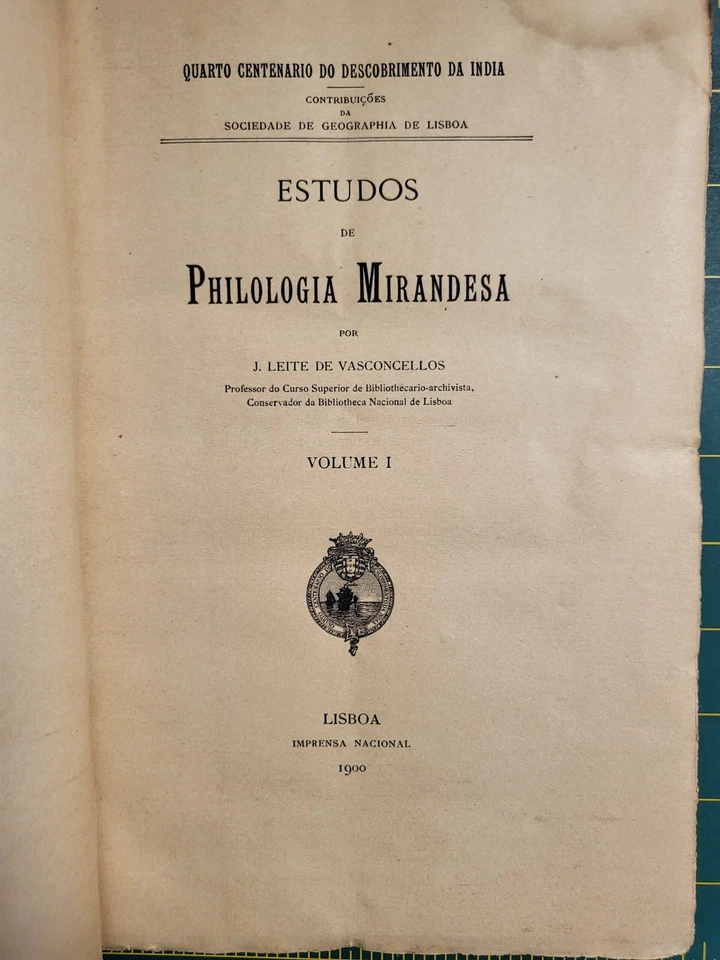 QUARTO CENTENARIO DO DESCOBRIMENTO DA INDIA
CONTRIBUIÇÕES
DA
SOCIEDADE DE GEOGRAPHIA DE LISBOA
ESTUDOS
DE
PHILOLOGIA MIRANDESA
POR
J. LEITE DE VASCONCELLOS
Professor do Curso Superior de Bibliothecario-archivista,
Conservador da Bibliotheca Nacional de Lisboa
VOLUME I
LISBOA
IMPRENSA NACIONAL
1900